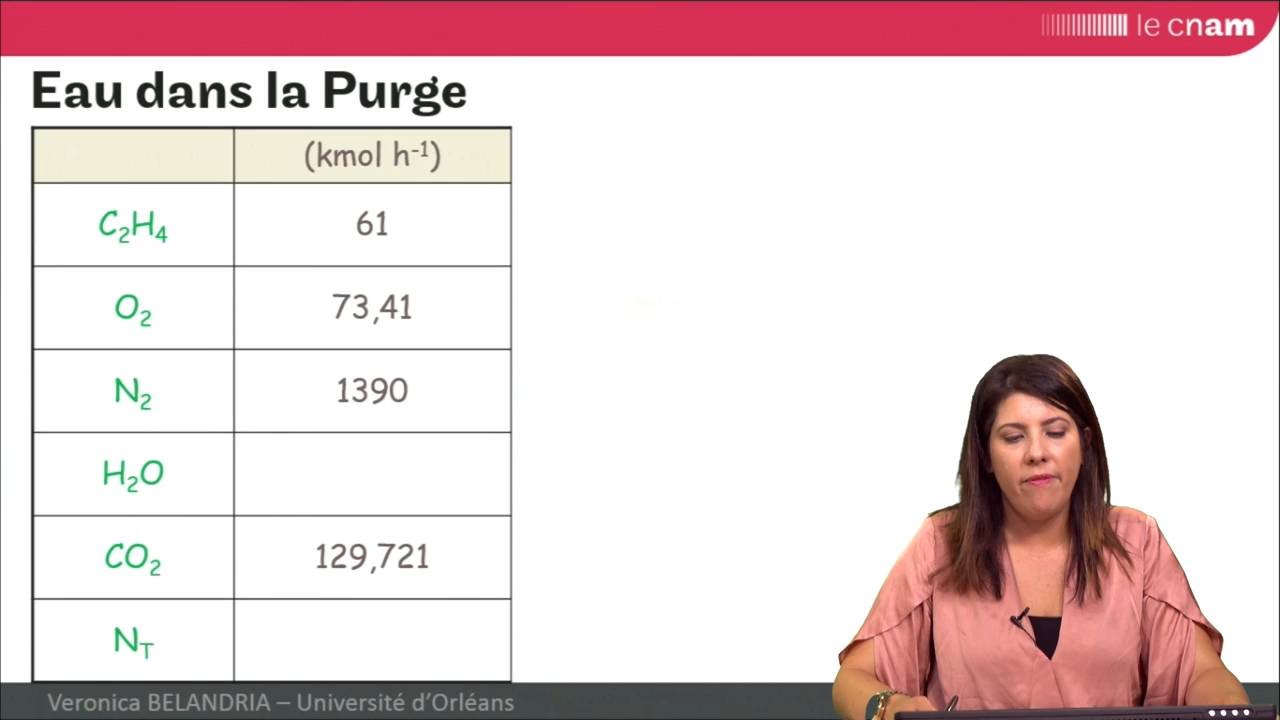 le cnam
Eau dans la Purge
(kmol h⁻¹)
C₂H₄ 61
O₂ 73,41
N₂ 1390
H₂O
CO₂ 129,721
N_T
Veronica BELANDRIA – Université d'Orléans